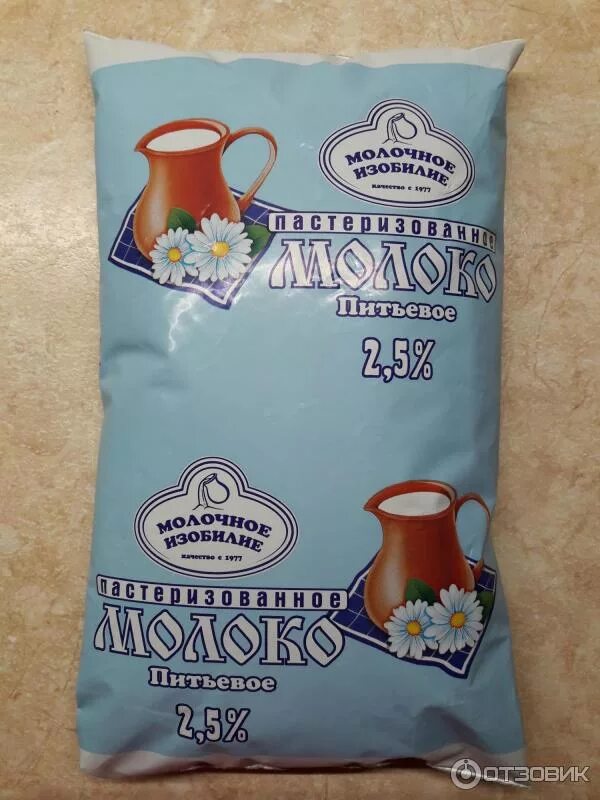 МОЛОЧНОЕ
ИЗОБИЛИЕ
качество с 1977
пастеризованное
МОЛОКО
Питьевое
2,5%
МОЛОЧНОЕ
ИЗОБИЛИЕ
качество с 1977
пастеризованное
МОЛОКО
Питьевое
2,5%
ОТЗОВИК